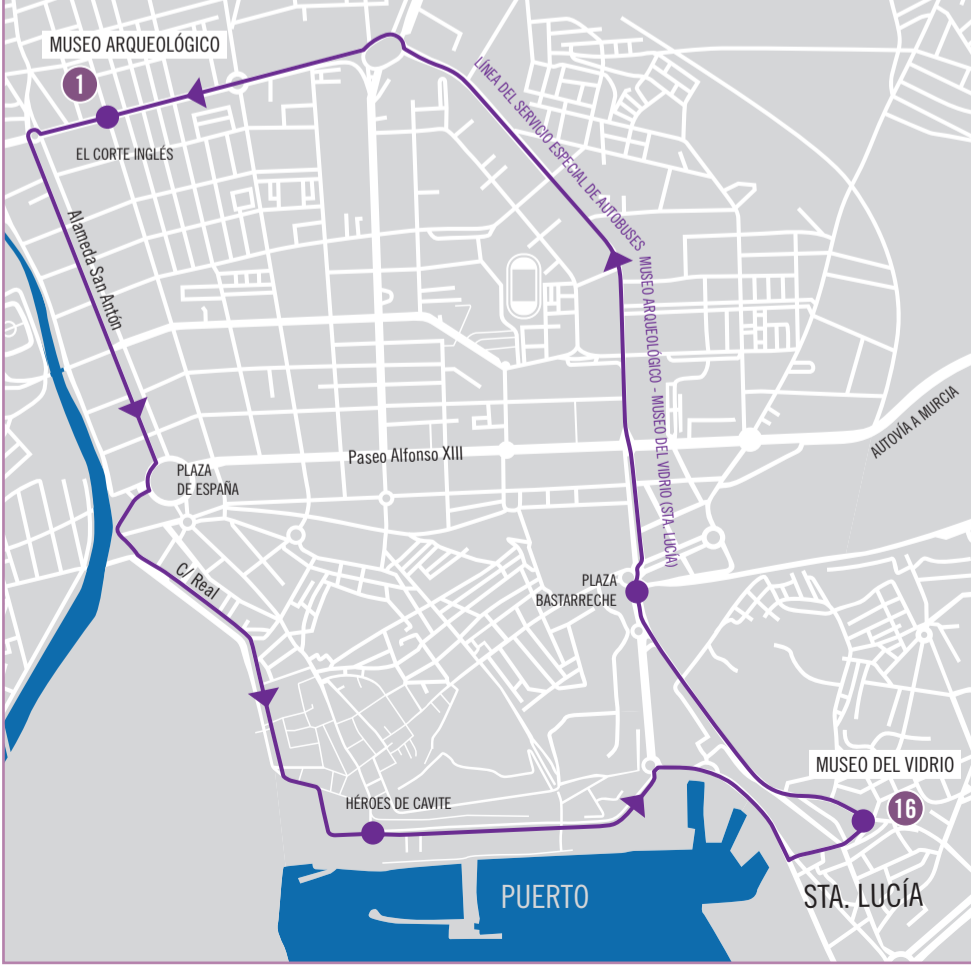 MUSEO ARQUEOLÓGICO
1
EL CORTE INGLÉS
LÍNEA DEL SERVICIO ESPECIAL DE AUTOBUSES MUSEO ARQUEOLÓGICO - MUSEO DEL VIDRIO (STA. LUCÍA)
Alameda San Antón
AUTOVÍA A MURCIA
Paseo Alfonso XIII
PLAZA
DE ESPAÑA
C/ Real
PLAZA
BASTARRECHE
MUSEO DEL VIDRIO
16
HÉROES DE CAVITE
PUERTO
STA. LUCÍA